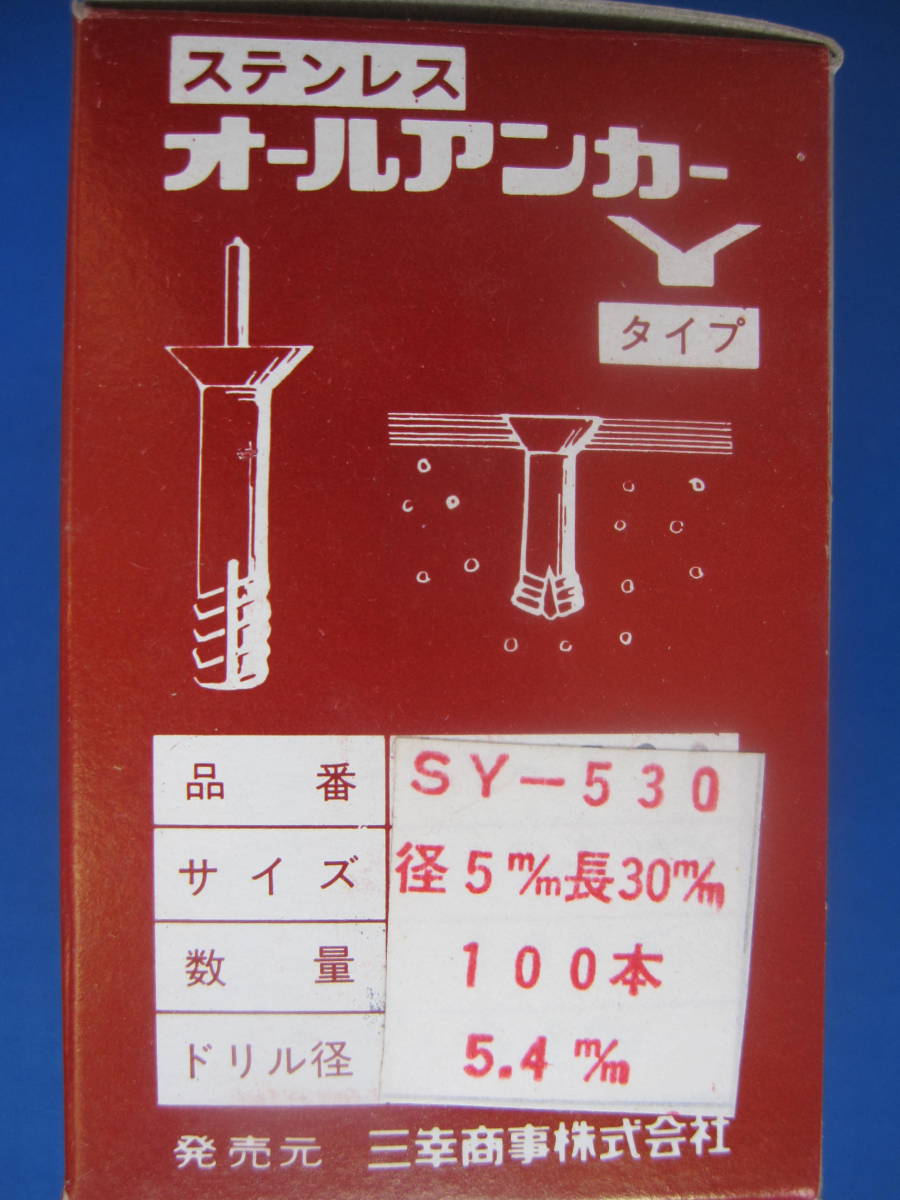 ステンレス
オールアンカー
Y
タイプ
品番 SY-530
サイズ 径5m/m長30m/m
数量 100本
ドリル径 5.4m/m
発売元 三幸商事株式会社